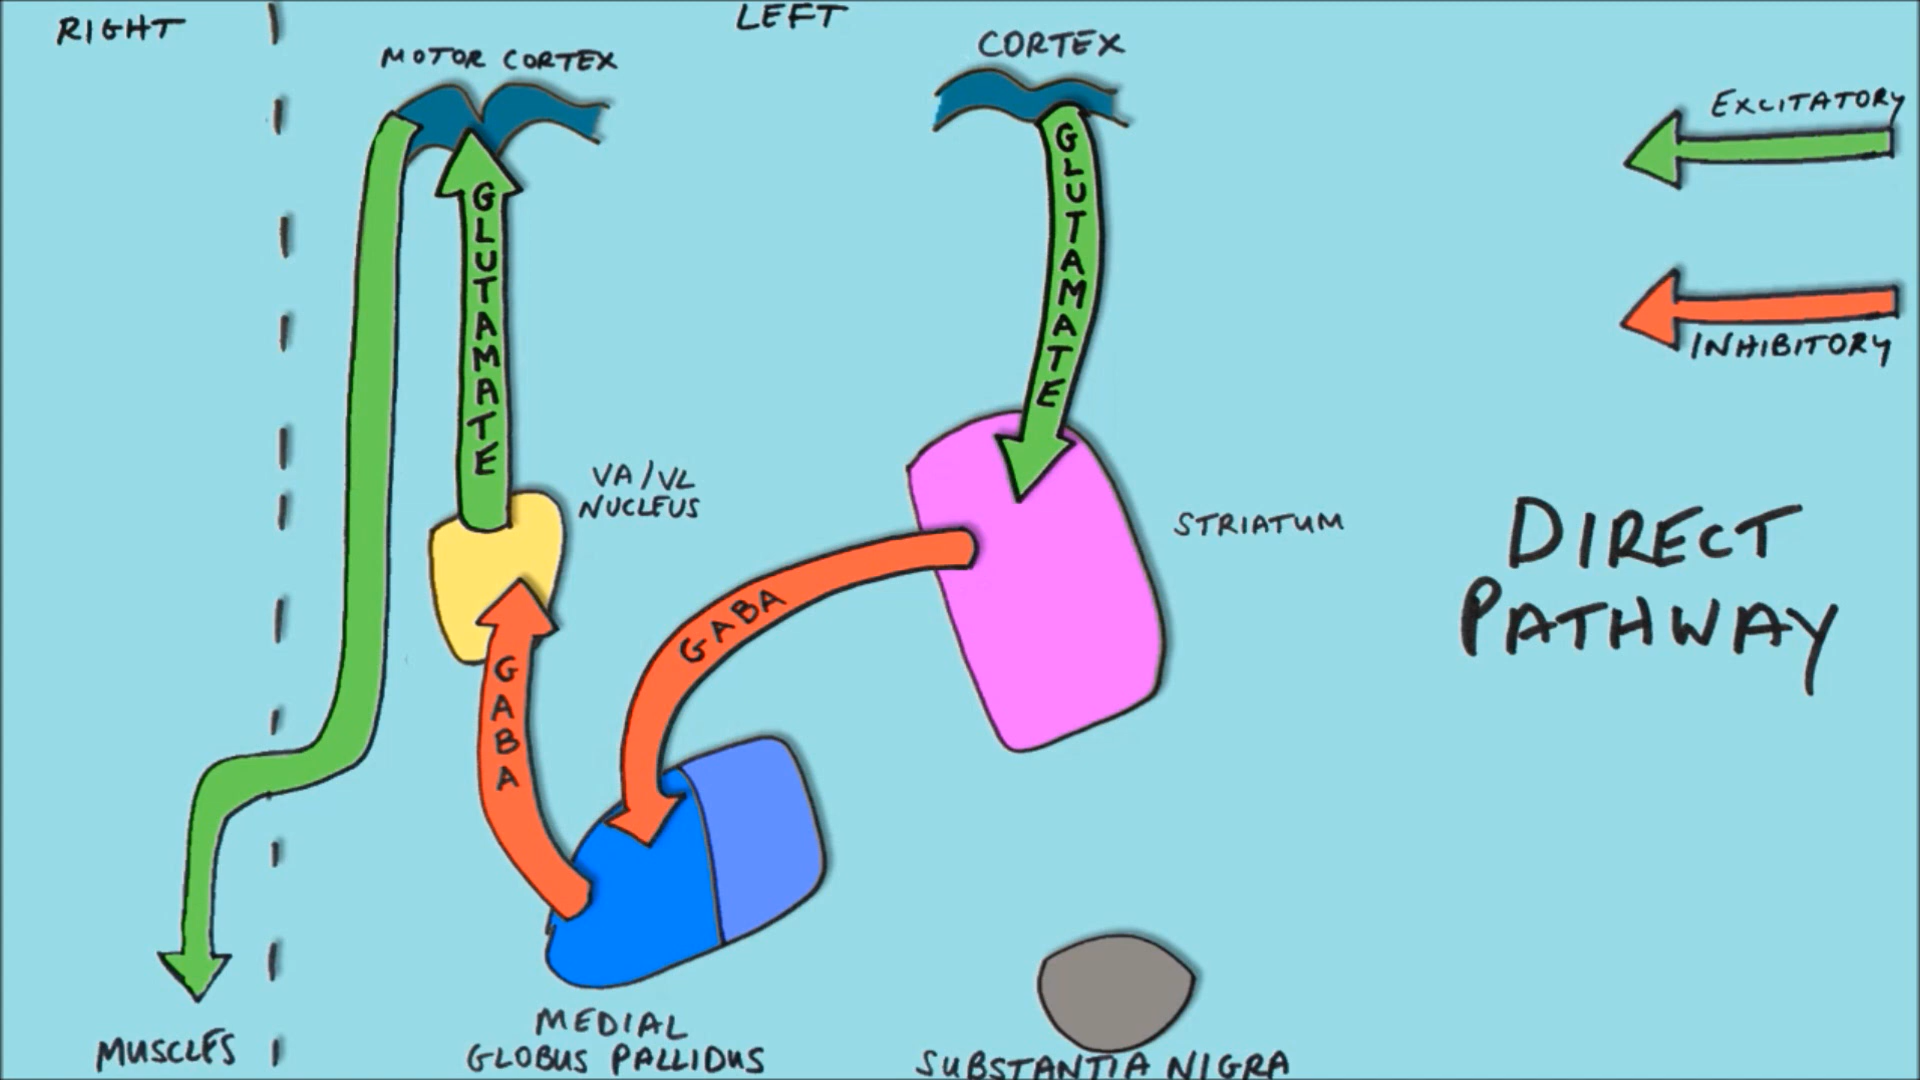 RIGHT
LEFT
MOTOR CORTEX
CORTEX
EXCITATORY
GLUTAMATE
GLUTAMATE
INHIBITORY
VA/VL
NUCLEUS
STRIATUM
DIRECT
PATHWAY
GABA
GABA
MEDIAL
GLOBUS PALLIDUS
MUSCLES
SUBSTANTIA NIGRA